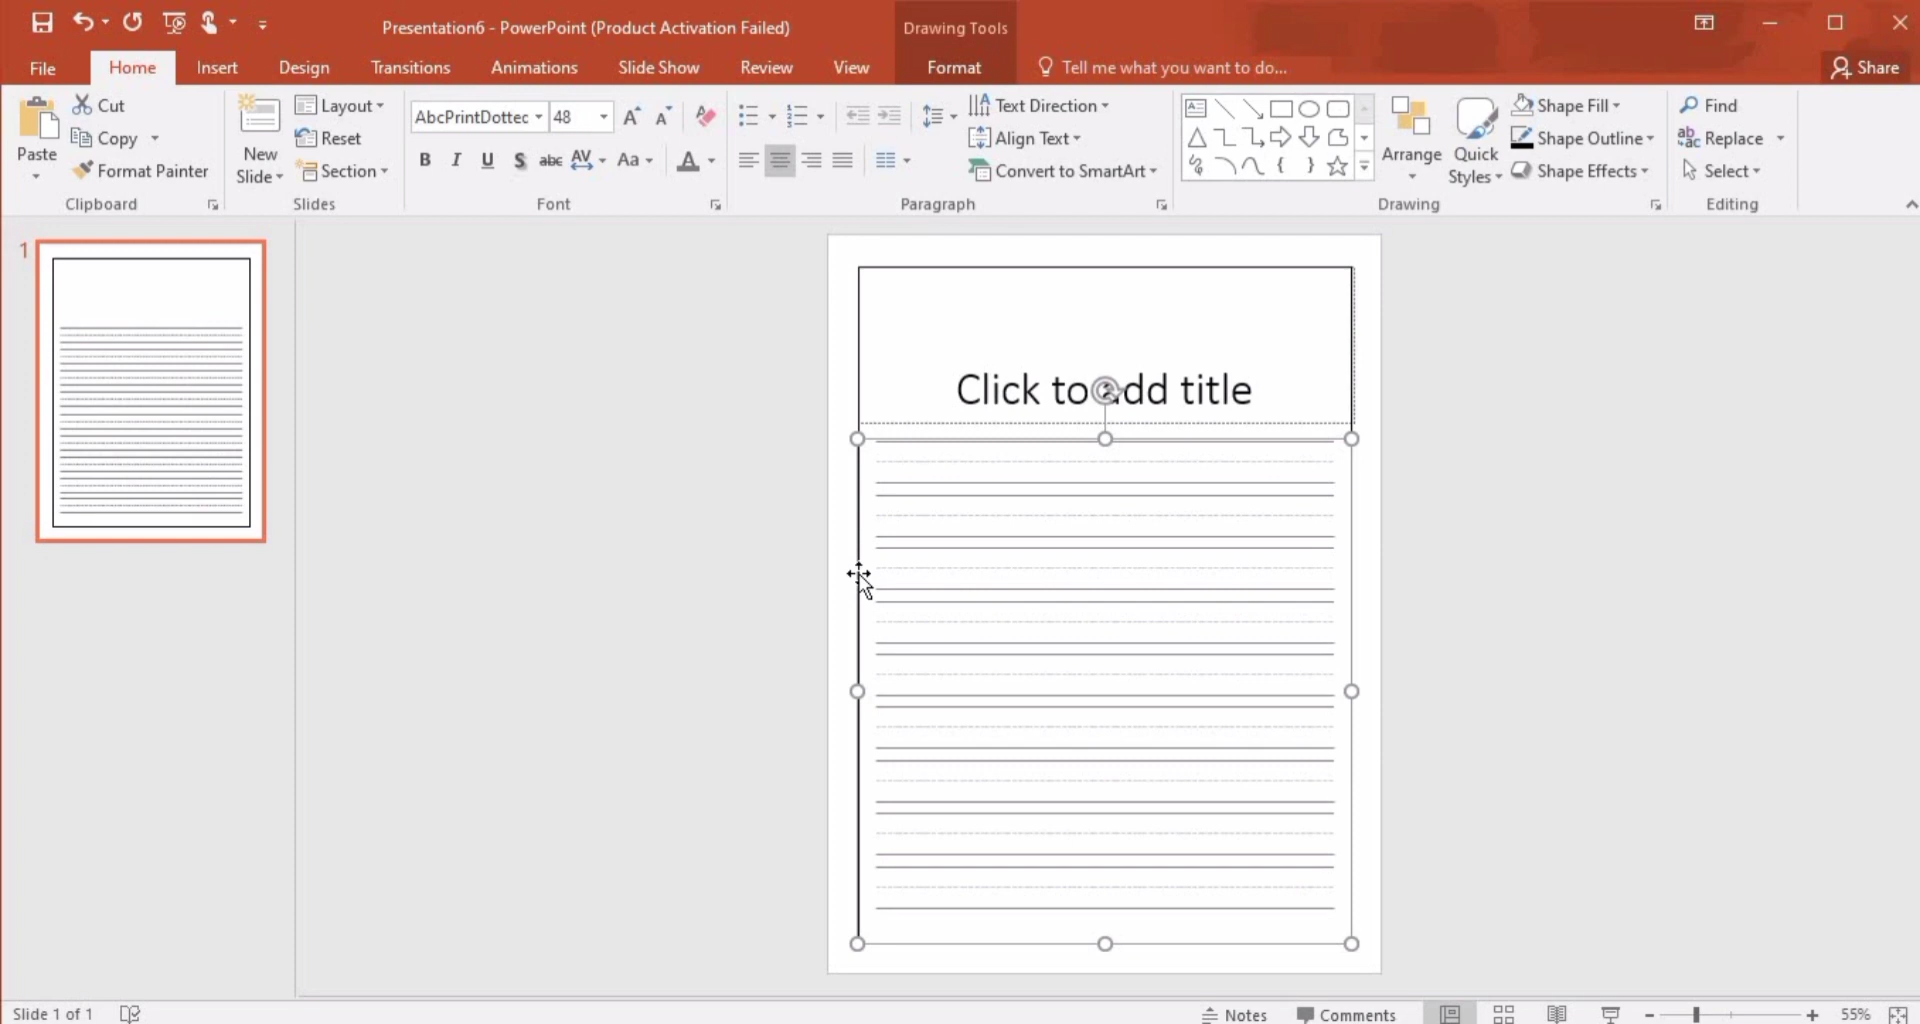 Presentation6 - PowerPoint (Product Activation Failed)
Drawing Tools
File
Home
Insert
Design
Transitions
Animations
Slide Show
Review
View
Format
Tell me what you want to do...
Share
Paste
Cut
Copy
Format Painter
Clipboard
New
Slide
Layout
Reset
Section
Slides
AbcPrintDottec
48
B I U S abc AV Aa A
Font
Text Direction
Align Text
Convert to SmartArt
Paragraph
Arrange
Quick
Styles
Shape Fill
Shape Outline
Shape Effects
Drawing
Find
Replace
Select
Editing
1
Click to add title
Slide 1 of 1
Notes
Comments
55%